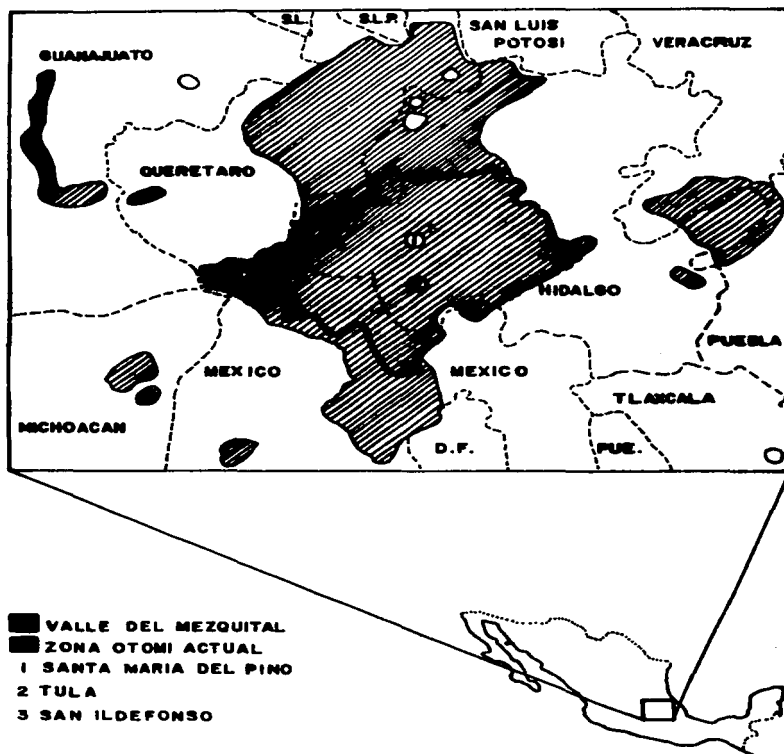 S.L.
S.L.P.
SAN LUIS
POTOSI
VERACRUZ
GUANAJUATO
QUERETARO
HIDALGO
PUEBLA
MEXICO
MEXICO
TLAXCALA
MICHOACAN
D.F.
PUE.
VALLE DEL MEZQUITAL
ZONA OTOMI ACTUAL
1 SANTA MARIA DEL PINO
2 TULA
3 SAN ILDEFONSO